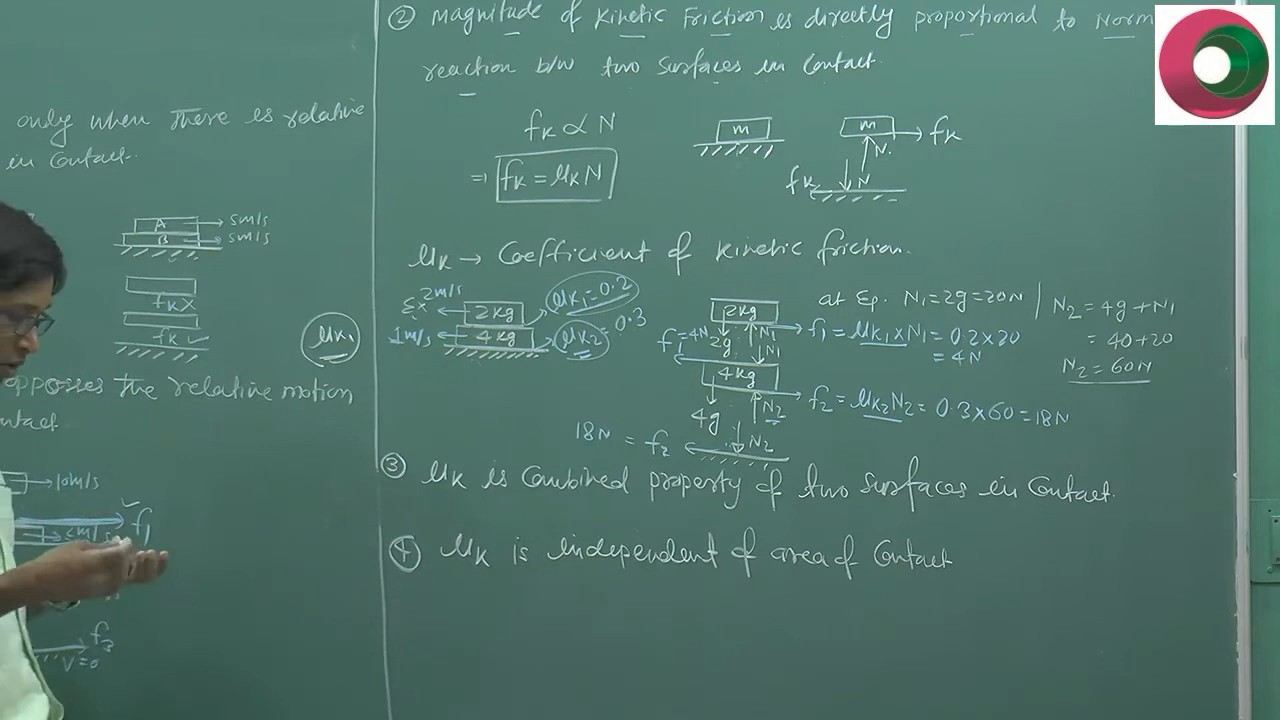 only when there is relative
in contact.
A → 5m/s
B → 5m/s
fK ×
fK ✓
μK1
opposses the relative motion
→ 10m/s
f1
f3
V=0
② Magnitude of kinetic friction is directly proportional to Norm
reaction b/w two surfaces in contact.
fK ∝ N
⇒ fK = μK N
m
m fK
N
fK N
μK → Coefficient of kinetic friction.
Ex 2m/s 2kg μK1=0.2
1m/s 4kg μK2=0.3
2kg
2g N1 f1 = μK1×N1 = 0.2×20
= 4N
f1=4N N1
4kg
4g N2 f2 = μK2N2 = 0.3×60 = 18N
18N = f2 N2
at Eq. N1=2g=20N
N2=4g+N1
= 40+20
N2=60N
③ μK is combined property of two surfaces in contact.
④ μK is independent of area of contact